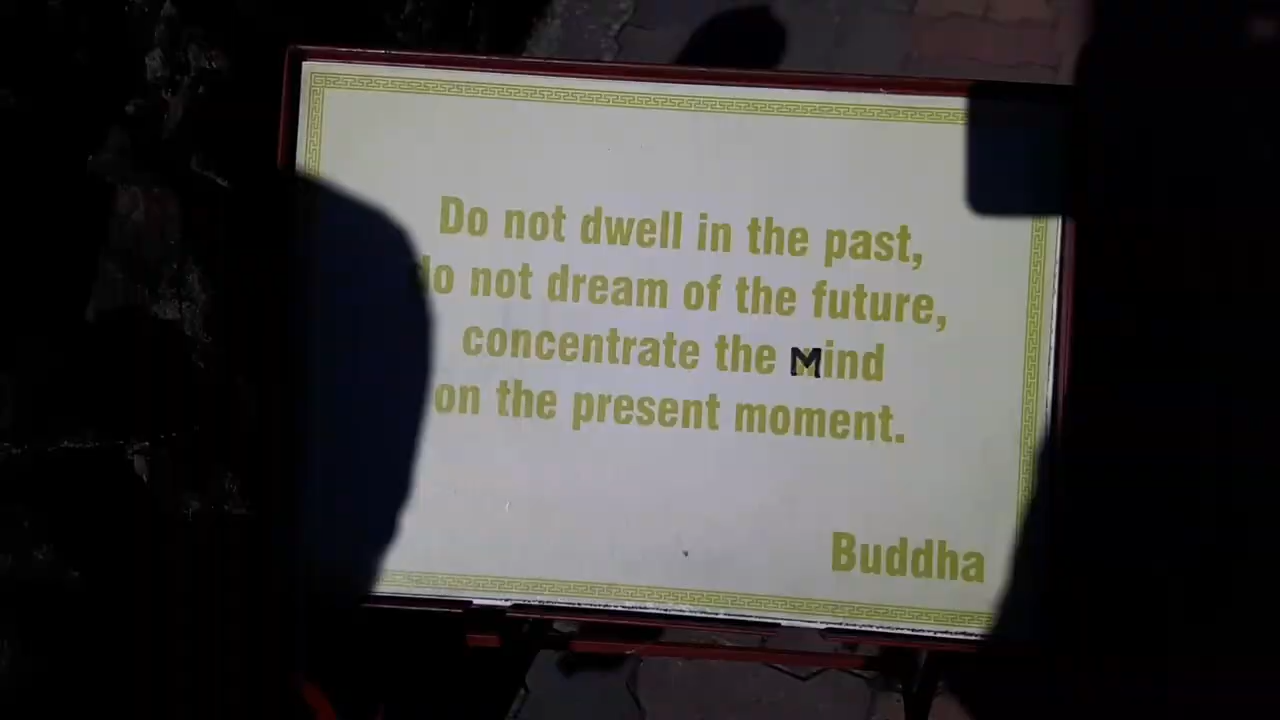 Do not dwell in the past,
do not dream of the future,
concentrate the Mind
on the present moment.
Buddha